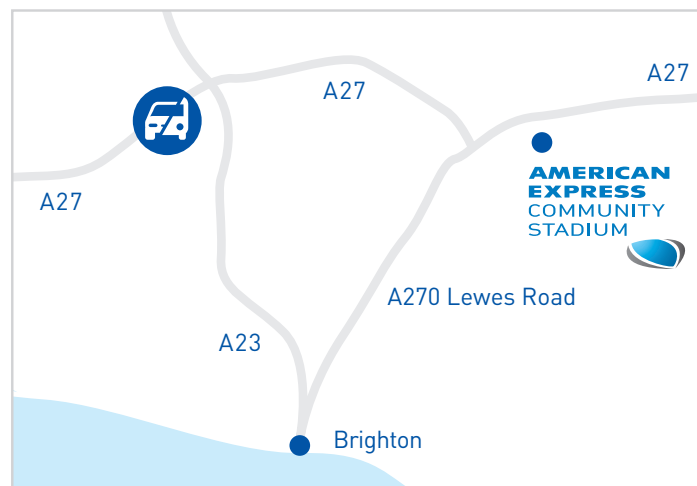 A27
A27
A27
AMERICAN
EXPRESS
COMMUNITY
STADIUM
A270 Lewes Road
A23
Brighton